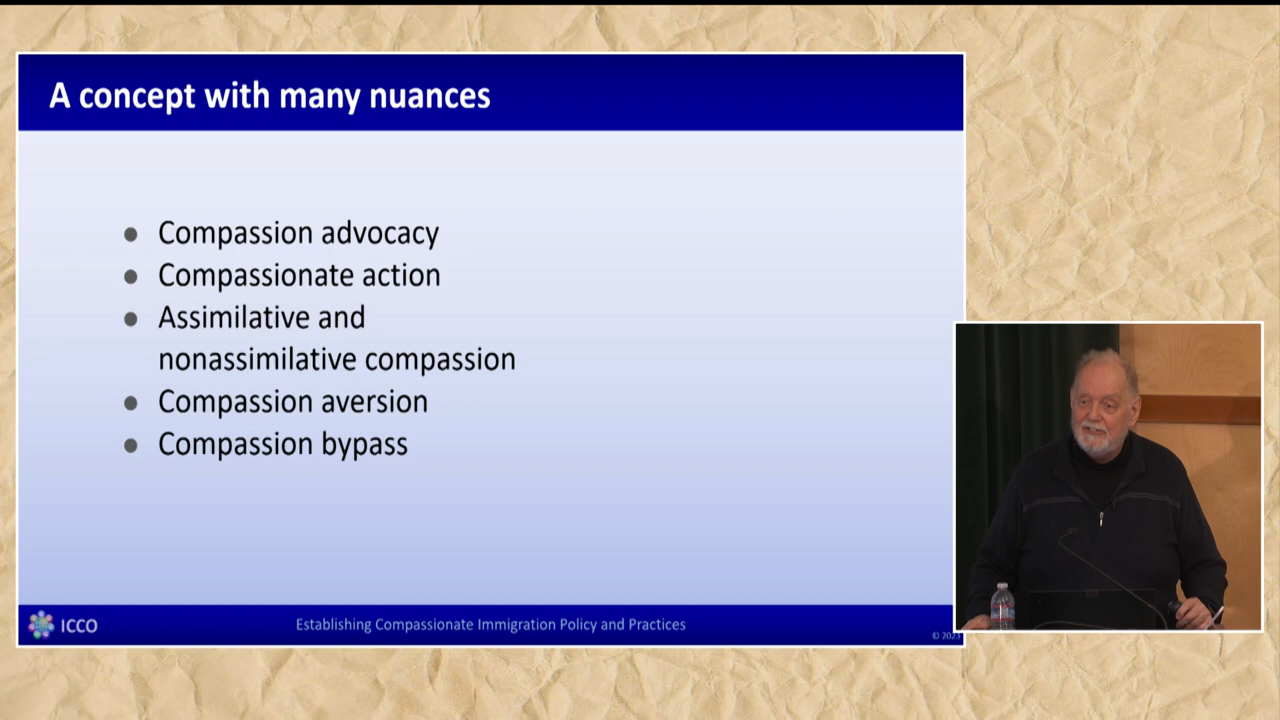 A concept with many nuances
Compassion advocacy
Compassionate action
Assimilative and
nonassimilative compassion
Compassion aversion
Compassion bypass
ICCO
Establishing Compassionate Immigration Policy and Practices
© 2023